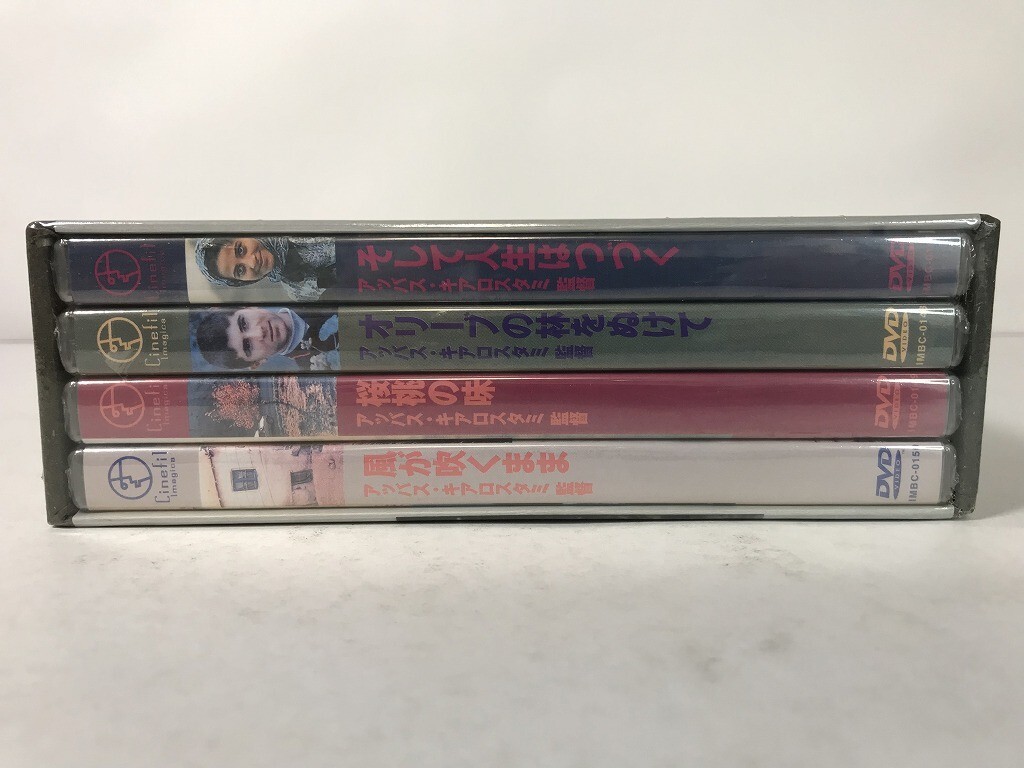 Cinefil
imagica
そして人生はつづく
アッバス・キアロスタミ 監督
DVD
Cinefil
imagica
オリーブの林をぬけて
アッバス・キアロスタミ 監督
DVD
VIDEO
Cinefil
imagica
桜桃の味
アッバス・キアロスタミ 監督
DVD
Cinefil
imagica
風が吹くまま
アッバス・キアロスタミ 監督
DVD
VIDEO